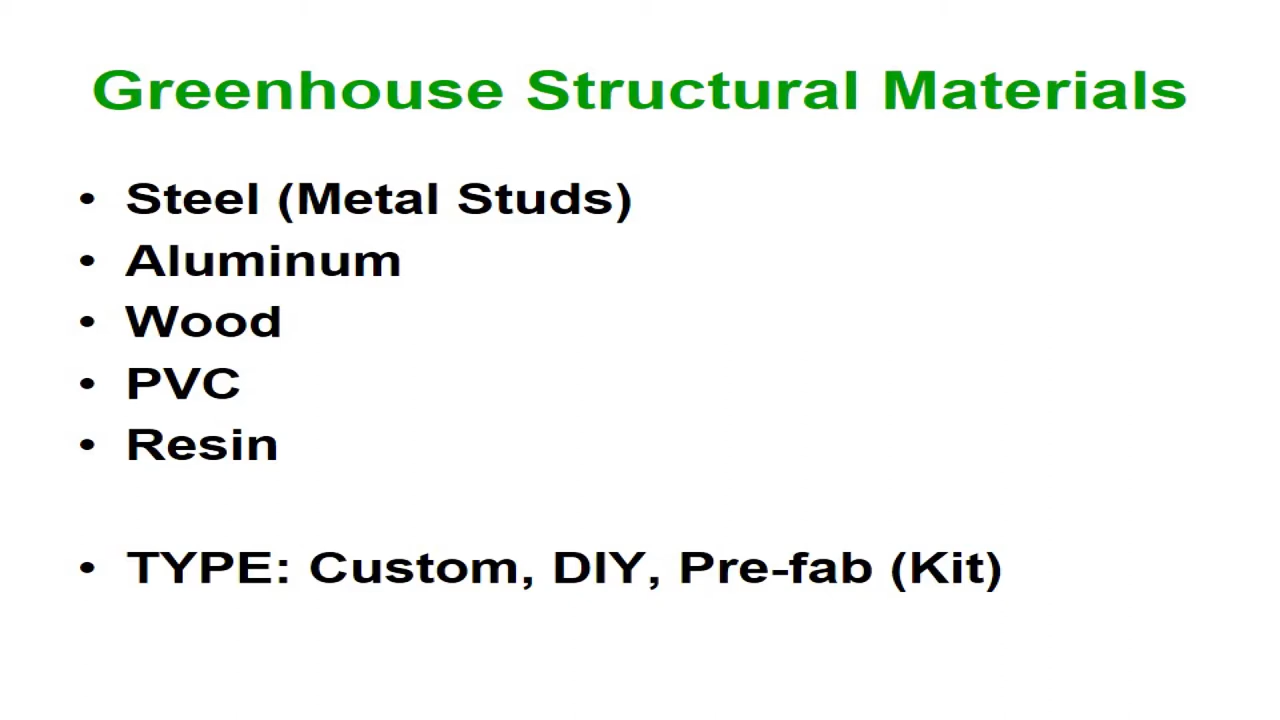 Greenhouse Structural Materials
• Steel (Metal Studs)
• Aluminum
• Wood
• PVC
• Resin
• TYPE: Custom, DIY, Pre-fab (Kit)